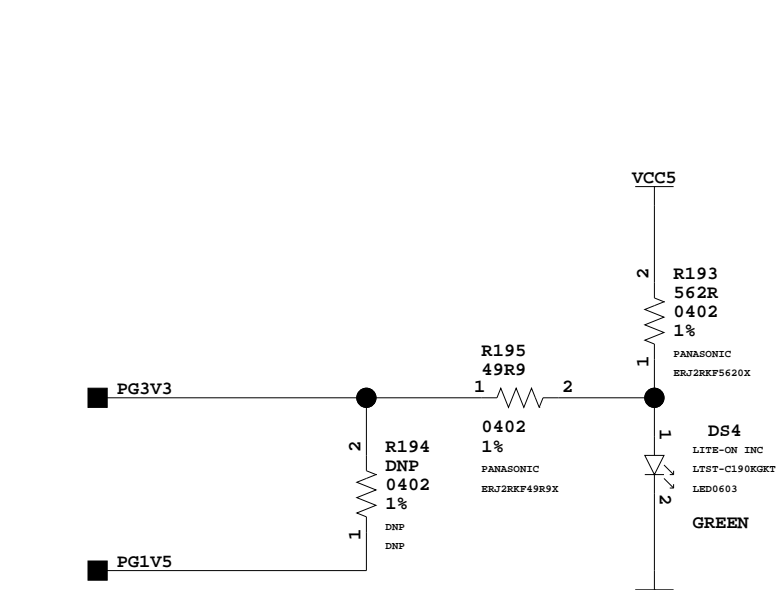 VCC5
2
R193
562R
0402
1%
1
PANASONIC
ERJ2RKF5620X
R195
49R9
1
2
0402
1%
PANASONIC
ERJ2RKF49R9X
PG3V3
2
R194
DNP
0402
1%
1
DNP
DNP
PG1V5
1
DS4
LITE-ON INC
LTST-C190KGKT
LED0603
2
GREEN